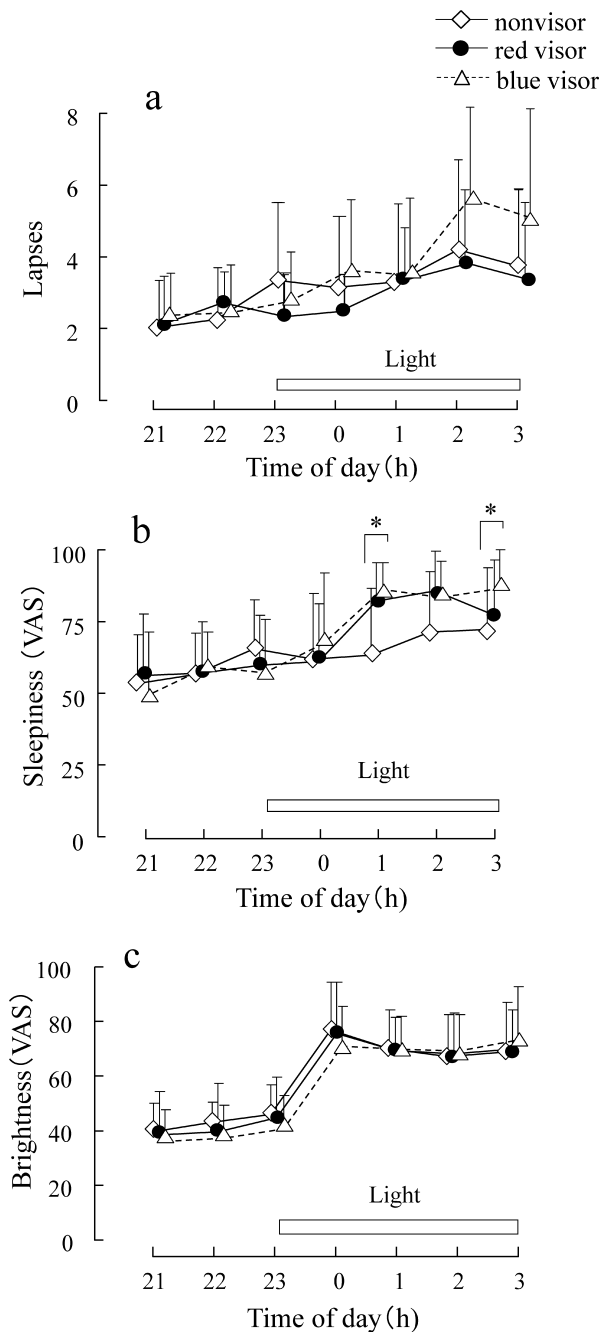 nonvisor
red visor
blue visor
a
8
6
4
2
0
Lapses
Light
21 22 23 0 1 2 3
Time of day(h)
b
* *
100
75
50
25
0
Sleepiness (VAS)
Light
21 22 23 0 1 2 3
Time of day(h)
c
100
80
60
40
20
0
Brightness(VAS)
Light
21 22 23 0 1 2 3
Time of day(h)